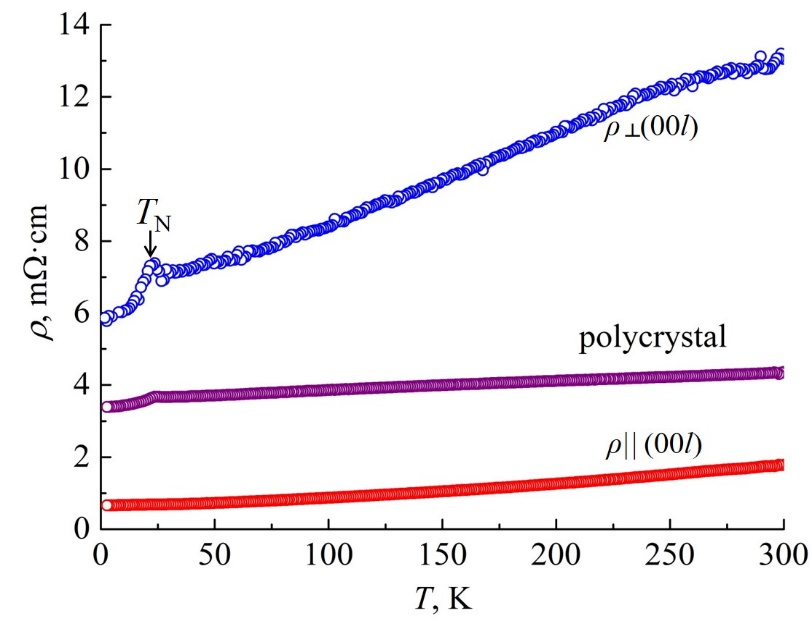 14
12
10
8
6
4
2
0
ρ, mΩ·cm
T_N
ρ⊥(00l)
polycrystal
ρ|| (00l)
0 50 100 150 200 250 300
T, K